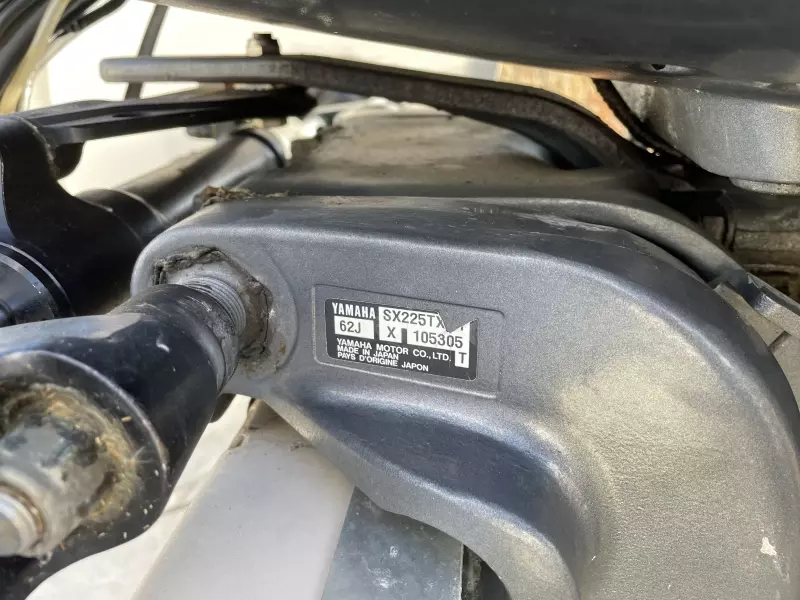 YAMAHA SX225TX
62J X 105305
YAMAHA MOTOR CO., LTD. T
MADE IN JAPAN
PAYS D'ORIGINE JAPON